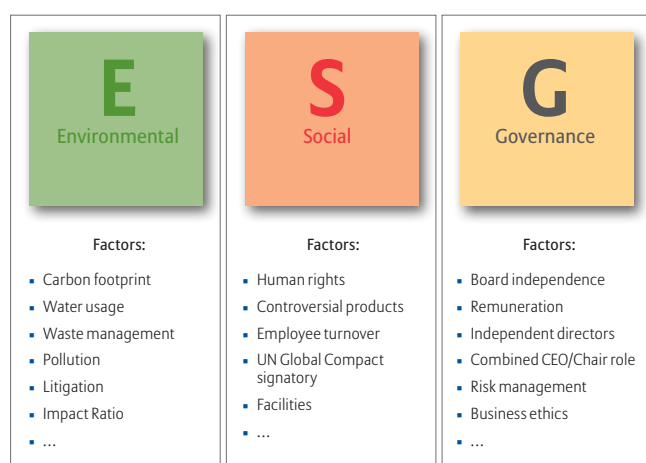 E
Environmental
Factors:
▪ Carbon footprint
▪ Water usage
▪ Waste management
▪ Pollution
▪ Litigation
▪ Impact Ratio
▪ ...
S
Social
Factors:
▪ Human rights
▪ Controversial products
▪ Employee turnover
▪ UN Global Compact
signatory
▪ Facilities
▪ ...
G
Governance
Factors:
▪ Board independence
▪ Remuneration
▪ Independent directors
▪ Combined CEO/Chair role
▪ Risk management
▪ Business ethics
▪ ...